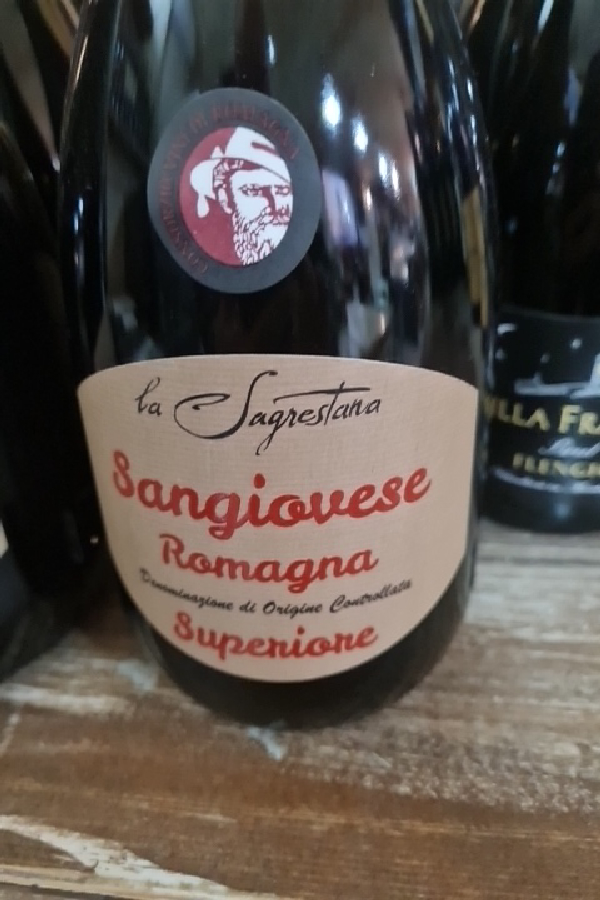 la Sagrestana
Sangiovese
Romagna
Denominazione di Origine Controllata
Superiore